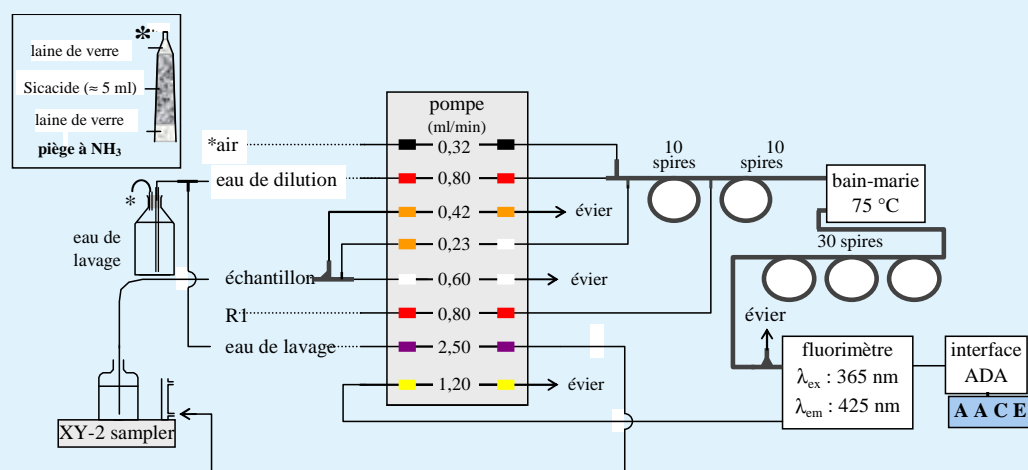 *
laine de verre
Sicacide (≈ 5 ml)
laine de verre
piège à NH₃
pompe
(ml/min)
*air
0,32
eau de dilution
0,80
0,42
évier
0,23
échantillon
0,60
évier
R1
0,80
eau de lavage
2,50
1,20
évier
*
eau de
lavage
XY-2 sampler
10
spires
10
spires
bain-marie
75 °C
30 spires
évier
fluorimètre
λex : 365 nm
λem : 425 nm
interface
ADA
A A C E